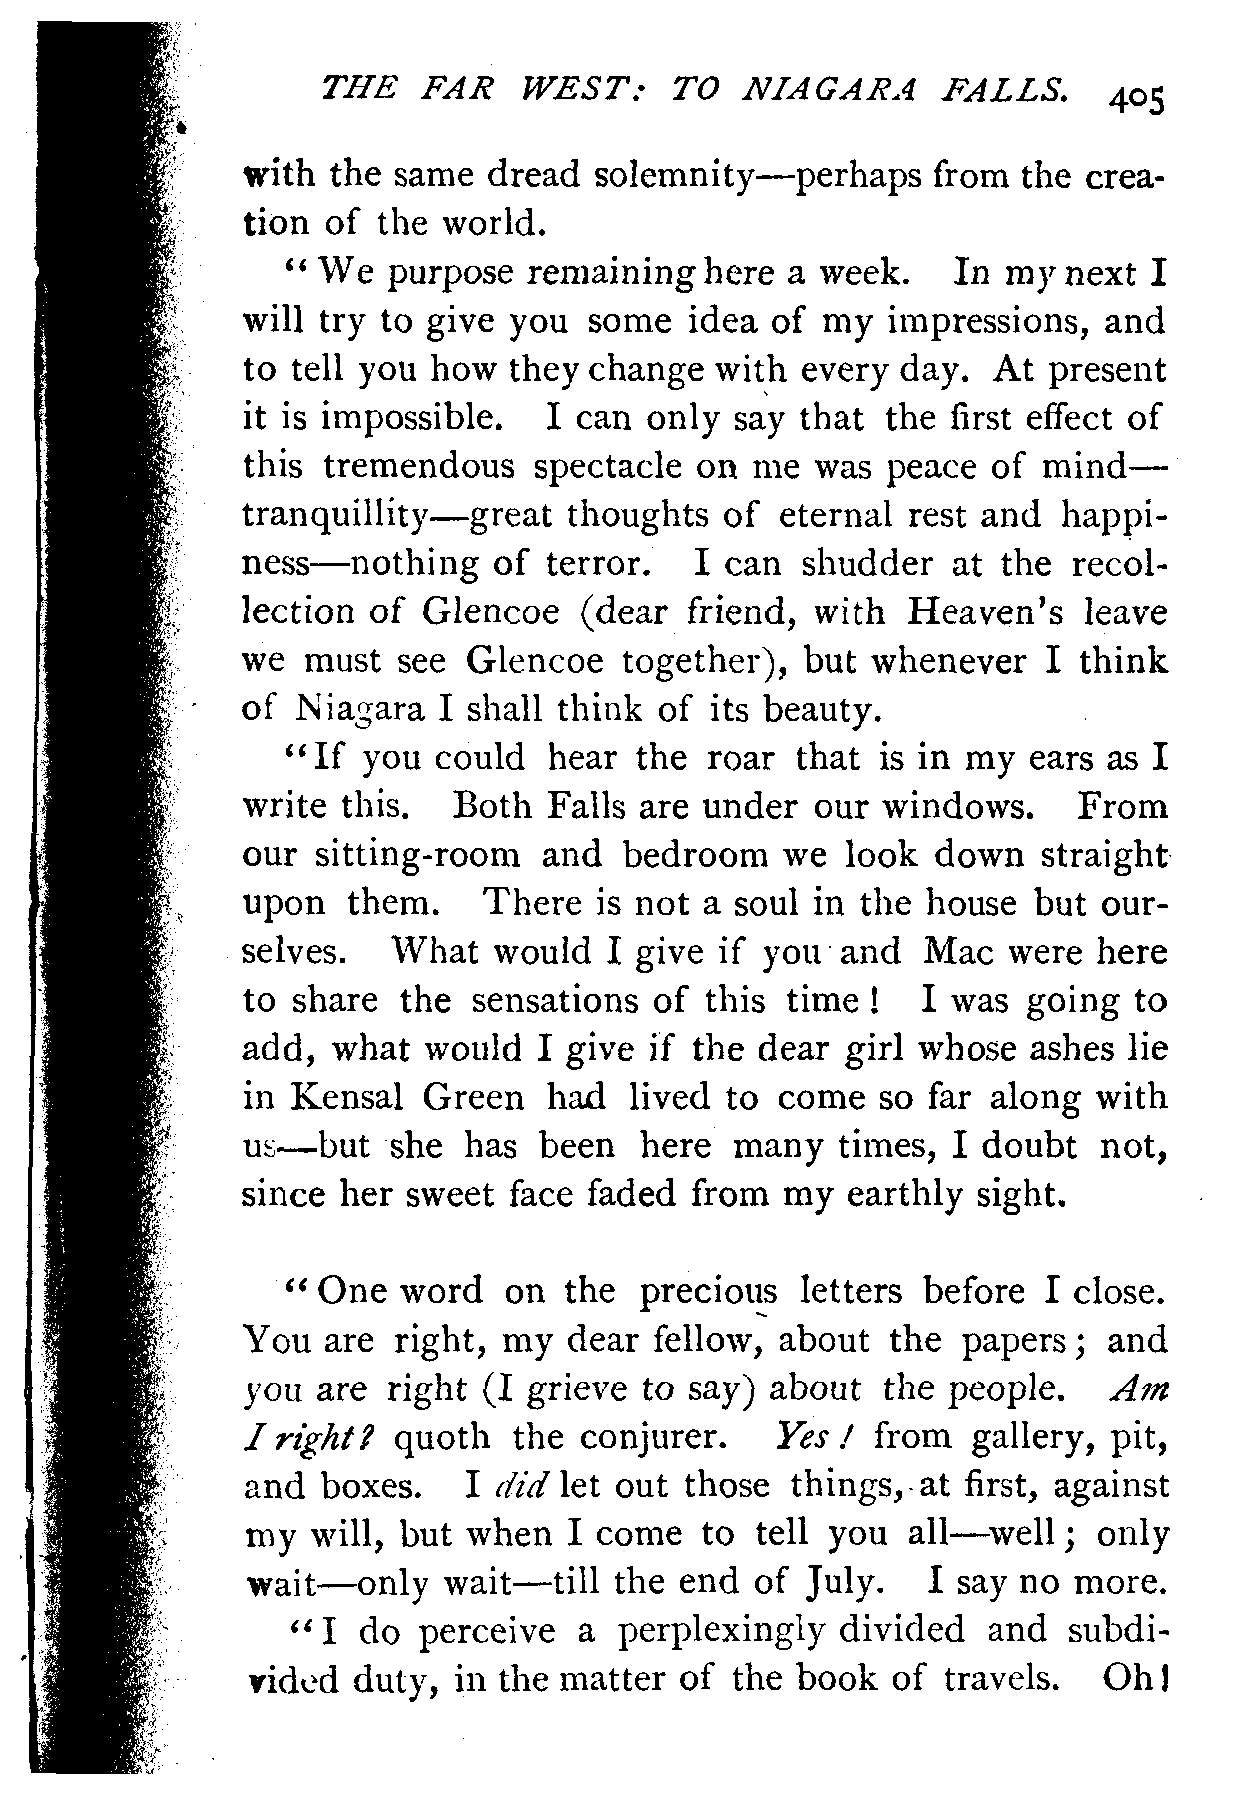 THE FAR WEST: TO NIAGARA FALLS. 405
with the same dread solemnity—perhaps from the crea-
tion of the world.
“We purpose remaining here a week. In my next I
will try to give you some idea of my impressions, and
to tell you how they change with every day. At present
it is impossible. I can only say that the first effect of
this tremendous spectacle on me was peace of mind—
tranquillity—great thoughts of eternal rest and happi-
ness—nothing of terror. I can shudder at the recol-
lection of Glencoe (dear friend, with Heaven's leave
we must see Glencoe together), but whenever I think
of Niagara I shall think of its beauty.
“If you could hear the roar that is in my ears as I
write this. Both Falls are under our windows. From
our sitting-room and bedroom we look down straight
upon them. There is not a soul in the house but our-
selves. What would I give if you and Mac were here
to share the sensations of this time! I was going to
add, what would I give if the dear girl whose ashes lie
in Kensal Green had lived to come so far along with
us—but she has been here many times, I doubt not,
since her sweet face faded from my earthly sight.
“One word on the precious letters before I close.
You are right, my dear fellow, about the papers; and
you are right (I grieve to say) about the people. Am
I right? quoth the conjurer. Yes! from gallery, pit,
and boxes. I did let out those things, at first, against
my will, but when I come to tell you all—well; only
wait—only wait—till the end of July. I say no more.
“I do perceive a perplexingly divided and subdi-
vided duty, in the matter of the book of travels. Oh!